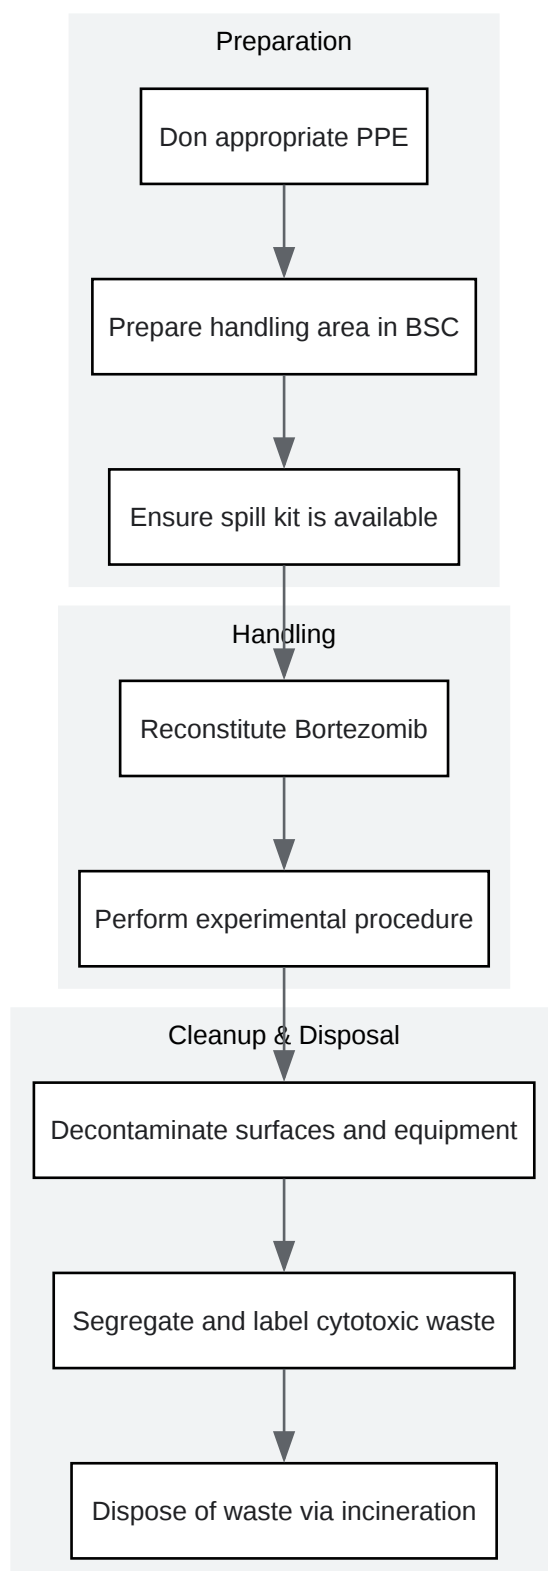 Preparation
Don appropriate PPE
Prepare handling area in BSC
Ensure spill kit is available
Handling
Reconstitute Bortezomib
Perform experimental procedure
Cleanup & Disposal
Decontaminate surfaces and equipment
Segregate and label cytotoxic waste
Dispose of waste via incineration